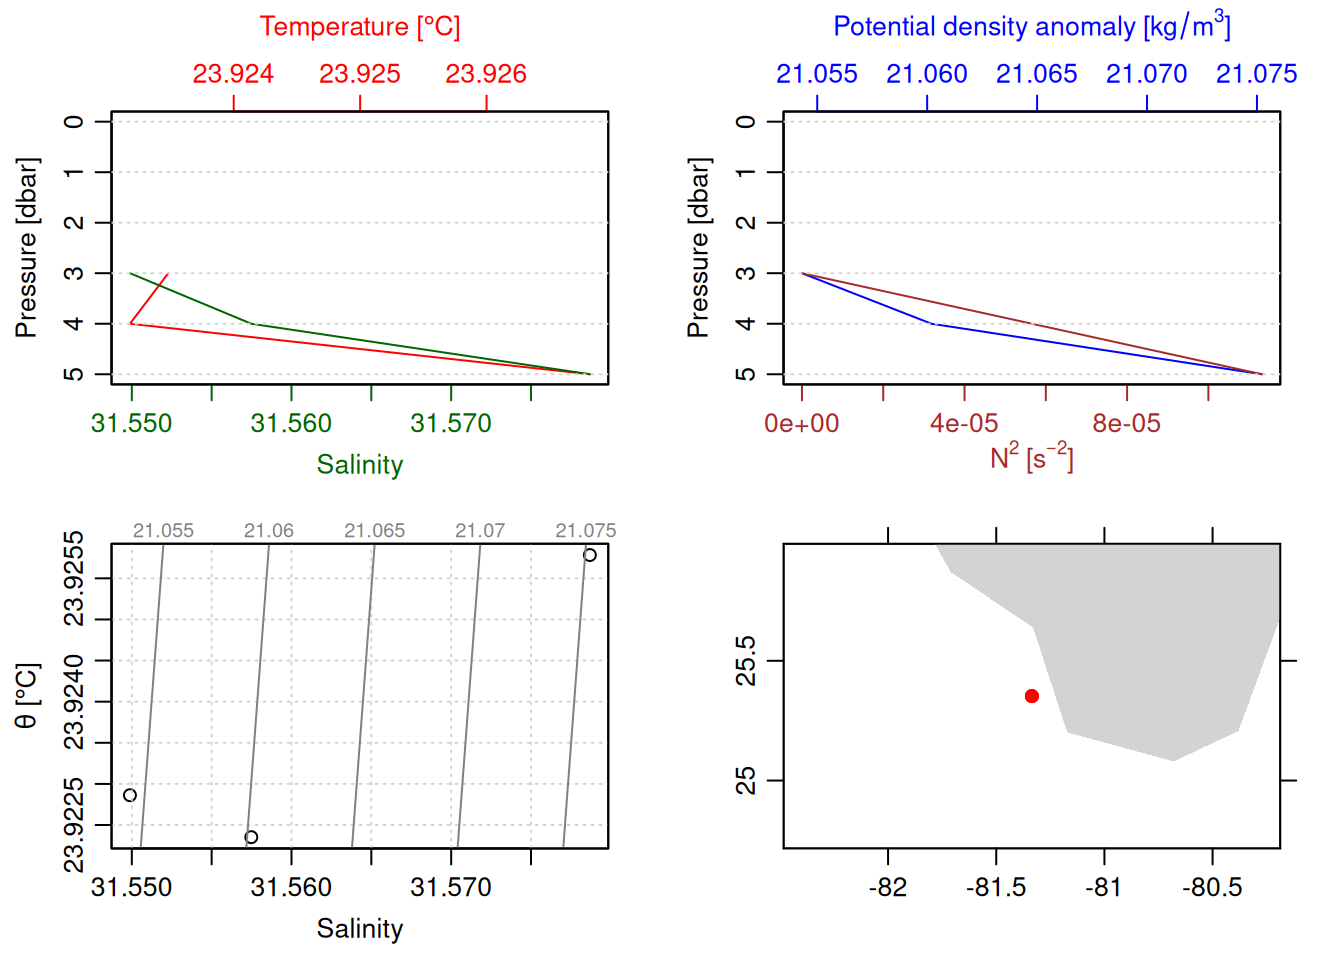 Temperature [°C]
23.924 23.925 23.926
Pressure [dbar]
0
1
2
3
4
5
31.550 31.560 31.570
Salinity
Potential density anomaly [kg/m³]
21.055 21.060 21.065 21.070 21.075
Pressure [dbar]
0
1
2
3
4
5
0e+00 4e-05 8e-05
N² [s⁻²]
21.055 21.06 21.065 21.07 21.075
θ [°C]
23.9255
23.9240
23.9225
31.550 31.560 31.570
Salinity
25.5
25
-82 -81.5 -81 -80.5